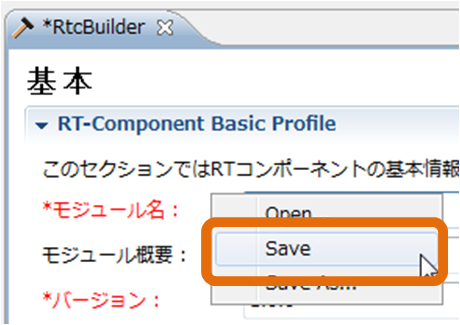 *RtcBuilder
基本
RT-Component Basic Profile
このセクションではRTコンポーネントの基本情報
*モジュール名：
Open
モジュール概要：
Save
Save As...
*バージョン：